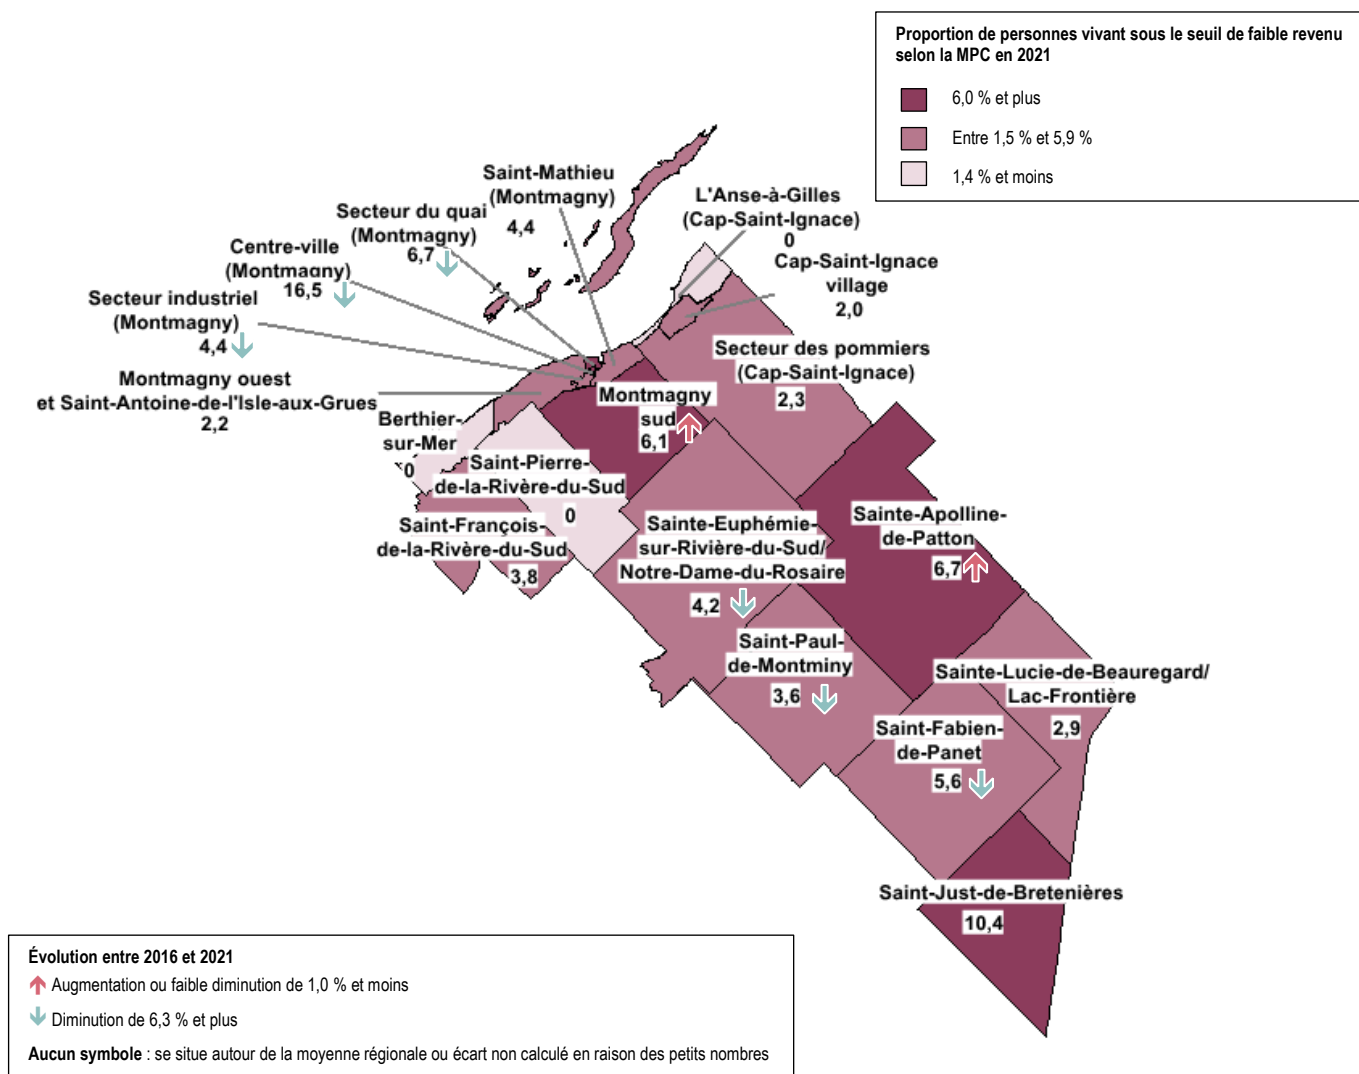 Proportion de personnes vivant sous le seuil de faible revenu
selon la MPC en 2021
6,0 % et plus
Entre 1,5 % et 5,9 %
1,4 % et moins
Saint-Mathieu
(Montmagny)
4,4
L'Anse-à-Gilles
(Cap-Saint-Ignace)
0
Secteur du quai
(Montmagny)
6,7
Centre-ville
(Montmagny)
16,5
Cap-Saint-Ignace
village
2,0
Secteur industriel
(Montmagny)
4,4
Secteur des pommiers
(Cap-Saint-Ignace)
2,3
Montmagny ouest
et Saint-Antoine-de-l'Isle-aux-Grues
2,2
Montmagny
sud
6,1
Berthier-
sur-Mer
0
Saint-Pierre-
de-la-Rivère-du-Sud
0
Saint-François-
de-la-Rivère-du-Sud
3,8
Sainte-Euphémie-
sur-Rivière-du-Sud/
Notre-Dame-du-Rosaire
4,2
Sainte-Apolline-
de-Patton
6,7
Saint-Paul-
de-Montminy
3,6
Sainte-Lucie-de-Beauregard/
Lac-Frontière
2,9
Saint-Fabien-
de-Panet
5,6
Saint-Just-de-Bretenières
10,4
Évolution entre 2016 et 2021
Augmentation ou faible diminution de 1,0 % et moins
Diminution de 6,3 % et plus
Aucun symbole : se situe autour de la moyenne régionale ou écart non calculé en raison des petits nombres